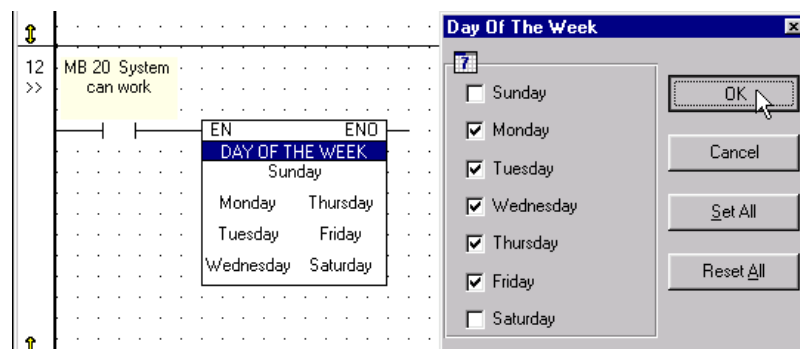 12
>>
MB 20 System
can work
EN ENO
DAY OF THE WEEK
Sunday
Monday Thursday
Tuesday Friday
Wednesday Saturday
Day Of The Week
7
Sunday
Monday
Tuesday
Wednesday
Thursday
Friday
Saturday
OK
Cancel
Set All
Reset All